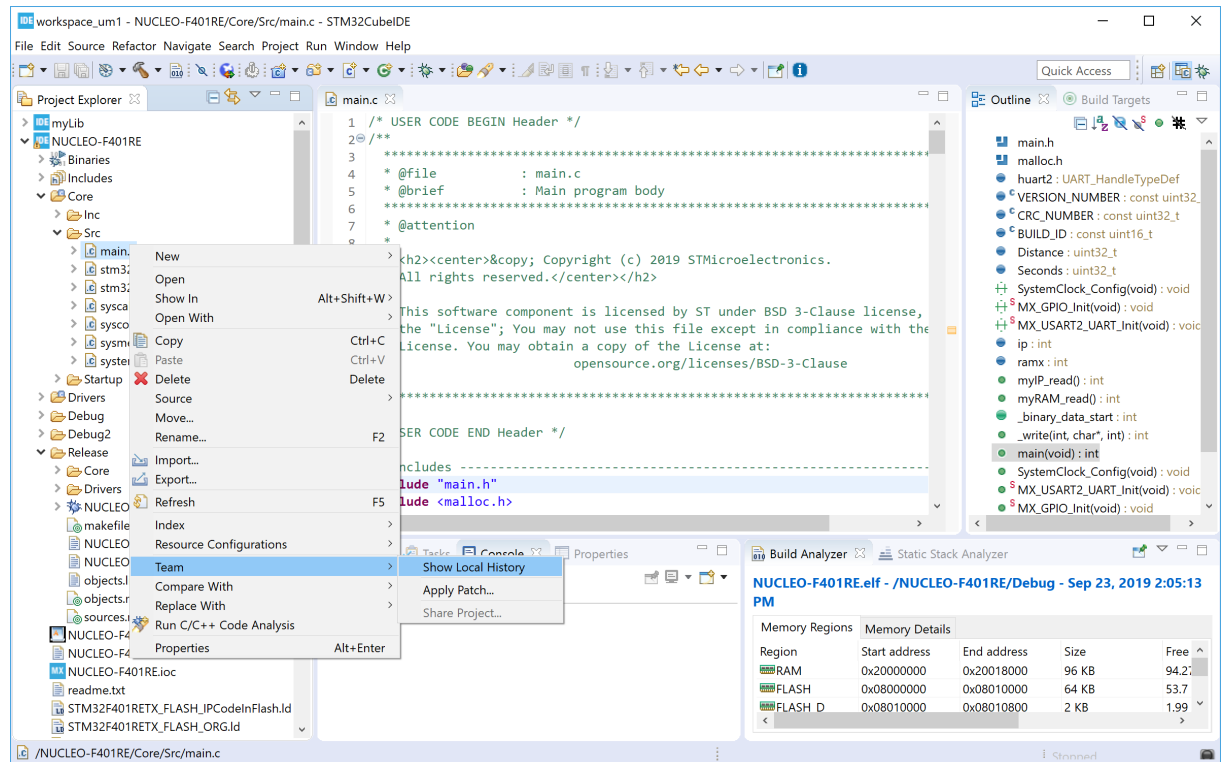 IDE workspace_um1 - NUCLEO-F401RE/Core/Src/main.c - STM32CubeIDE
File Edit Source Refactor Navigate Search Project Run Window Help
Quick Access
Project Explorer
myLib
NUCLEO-F401RE
Binaries
Includes
Core
Inc
Src
main.
stm32
stm32
sysca
sysco
sysme
syste
Startup
Drivers
Debug
Debug2
Release
Core
Drivers
NUCLEO
makefile
NUCLEO
NUCLEO
objects.l
objects.r
sources.
NUCLEO-F4
NUCLEO-F4
MX NUCLEO-F401RE.ioc
readme.txt
STM32F401RETX_FLASH_IPCodeInFlash.ld
STM32F401RETX_FLASH_ORG.ld
New
Open
Show In Alt+Shift+W
Open With
Copy Ctrl+C
Paste Ctrl+V
Delete Delete
Source
Move...
Rename... F2
Import...
Export...
Refresh F5
Index
Resource Configurations
Team
Compare With
Replace With
Run C/C++ Code Analysis
Properties Alt+Enter
Show Local History
Apply Patch...
Share Project...
main.c
1 /* USER CODE BEGIN Header */
2 /**
3 ******************************************************************************
4 * @file : main.c
5 * @brief : Main program body
6 ******************************************************************************
7 * @attention
8 *
<h2><center>&copy; Copyright (c) 2019 STMicroelectronics.
All rights reserved.</center></h2>
This software component is licensed by ST under BSD 3-Clause license,
the "License"; You may not use this file except in compliance with the
License. You may obtain a copy of the License at:
opensource.org/licenses/BSD-3-Clause
******************************************************************************
SER CODE END Header */
ncludes ------------------------------------------------------------------
lude "main.h"
lude <malloc.h>
Tasks Console Properties
Outline Build Targets
main.h
malloc.h
huart2 : UART_HandleTypeDef
VERSION_NUMBER : const uint32_
CRC_NUMBER : const uint32_t
BUILD_ID : const uint16_t
Distance : uint32_t
Seconds : uint32_t
SystemClock_Config(void) : void
MX_GPIO_Init(void) : void
MX_USART2_UART_Init(void) : voic
ip : int
ramx : int
myIP_read() : int
myRAM_read() : int
_binary_data_start : int
_write(int, char*, int) : int
main(void) : int
SystemClock_Config(void) : void
MX_USART2_UART_Init(void) : voic
MX_GPIO_Init(void) : void
Build Analyzer Static Stack Analyzer
NUCLEO-F401RE.elf - /NUCLEO-F401RE/Debug - Sep 23, 2019 2:05:13
PM
Memory Regions Memory Details
Region Start address End address Size Free
RAM 0x20000000 0x20018000 96 KB 94.27
FLASH 0x08000000 0x08010000 64 KB 53.7
FLASH_D 0x08010000 0x08010800 2 KB 1.99
/NUCLEO-F401RE/Core/Src/main.c
Stopped